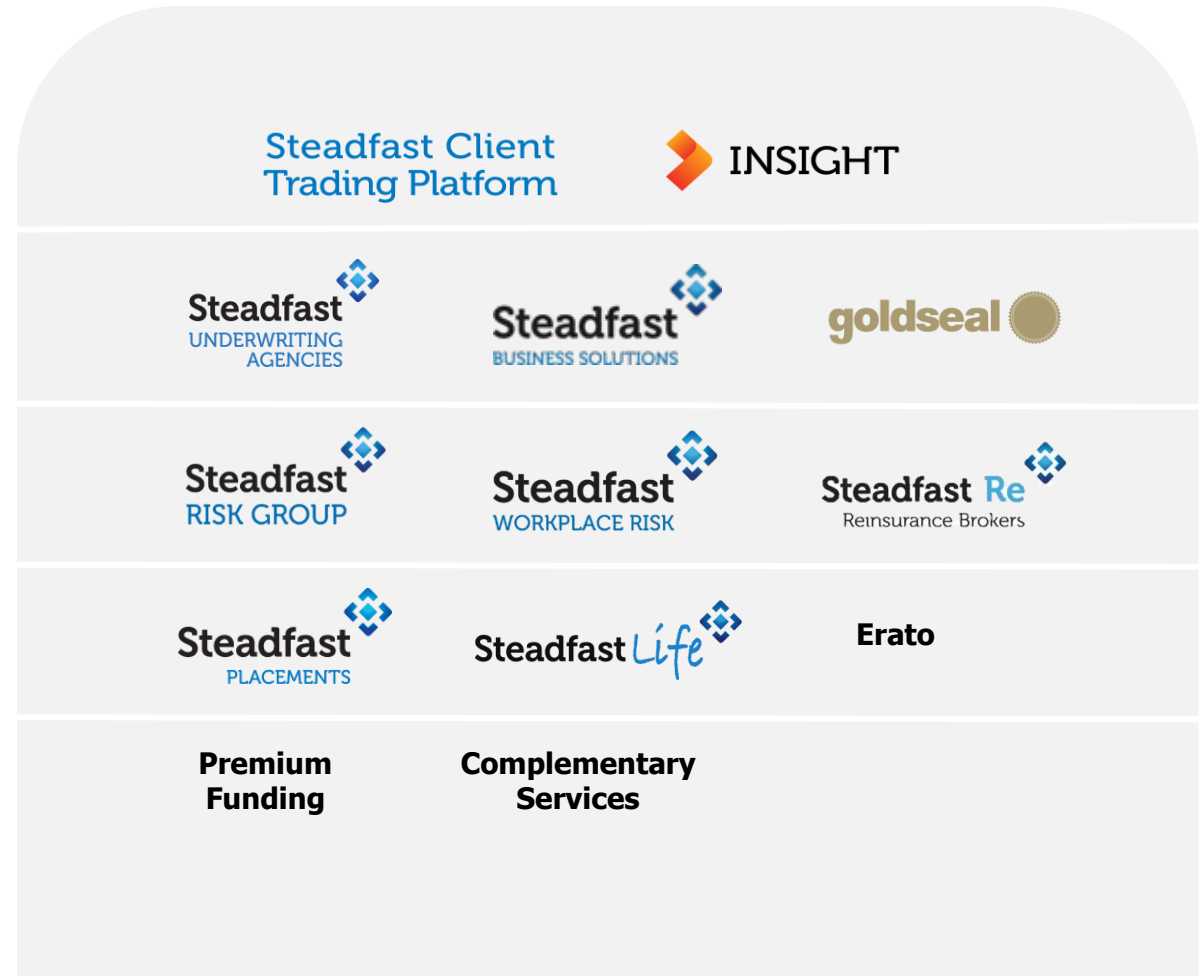 Steadfast Client
Trading Platform
INSIGHT
Steadfast
UNDERWRITING
AGENCIES
Steadfast
BUSINESS SOLUTIONS
goldseal
Steadfast
RISK GROUP
Steadfast
WORKPLACE RISK
Steadfast Re
Reinsurance Brokers
Steadfast
PLACEMENTS
Steadfast Life
Erato
Premium
Funding
Complementary
Services